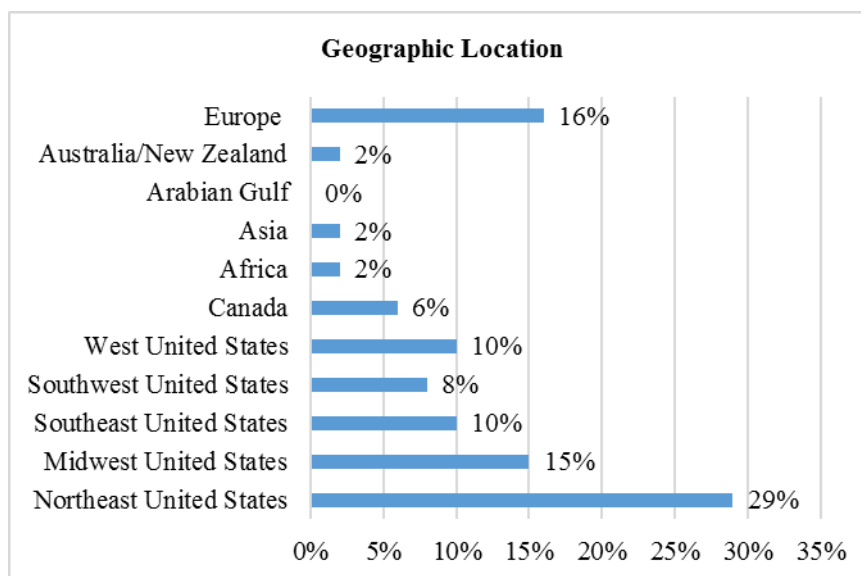 Geographic Location
Europe 16%
Australia/New Zealand 2%
Arabian Gulf 0%
Asia 2%
Africa 2%
Canada 6%
West United States 10%
Southwest United States 8%
Southeast United States 10%
Midwest United States 15%
Northeast United States 29%
0% 5% 10% 15% 20% 25% 30% 35%